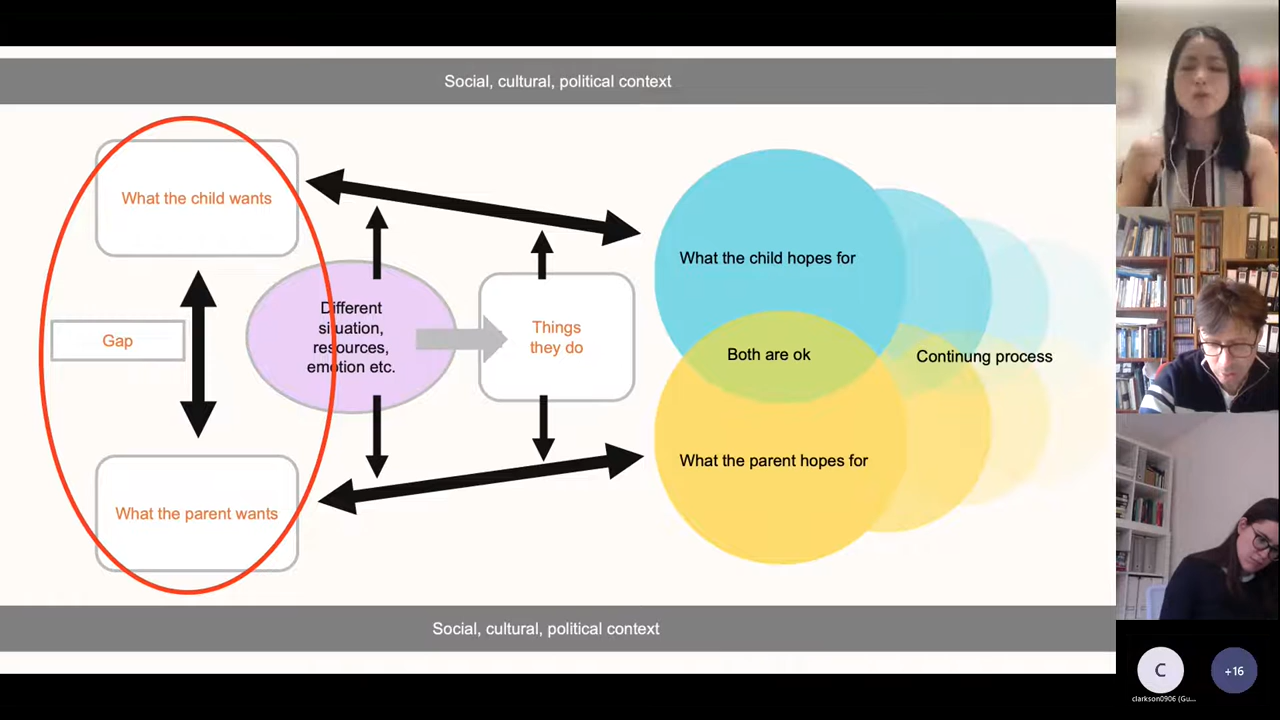 Social, cultural, political context
What the child wants
Gap
What the parent wants
Different
situation,
resources,
emotion etc.
Things
they do
What the child hopes for
Both are ok
Continung process
What the parent hopes for
Social, cultural, political context
C
clarkson0906 (Gu...
+16